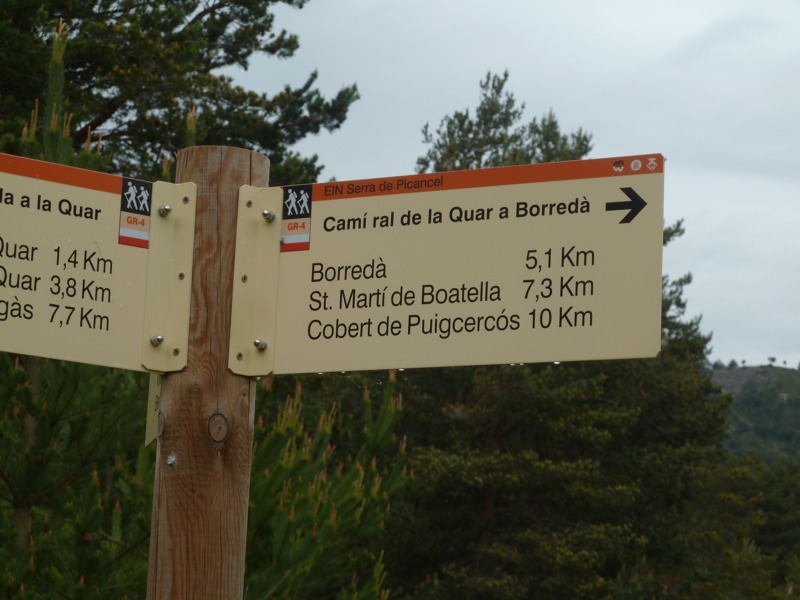 la a la Quar
GR-4
Quar 1,4 Km
Quar 3,8 Km
gàs 7,7 Km
EIN Serra de Picancel
GR-4
Camí ral de la Quar a Borredà
Borredà 5,1 Km
St. Martí de Boatella 7,3 Km
Cobert de Puigcercós 10 Km